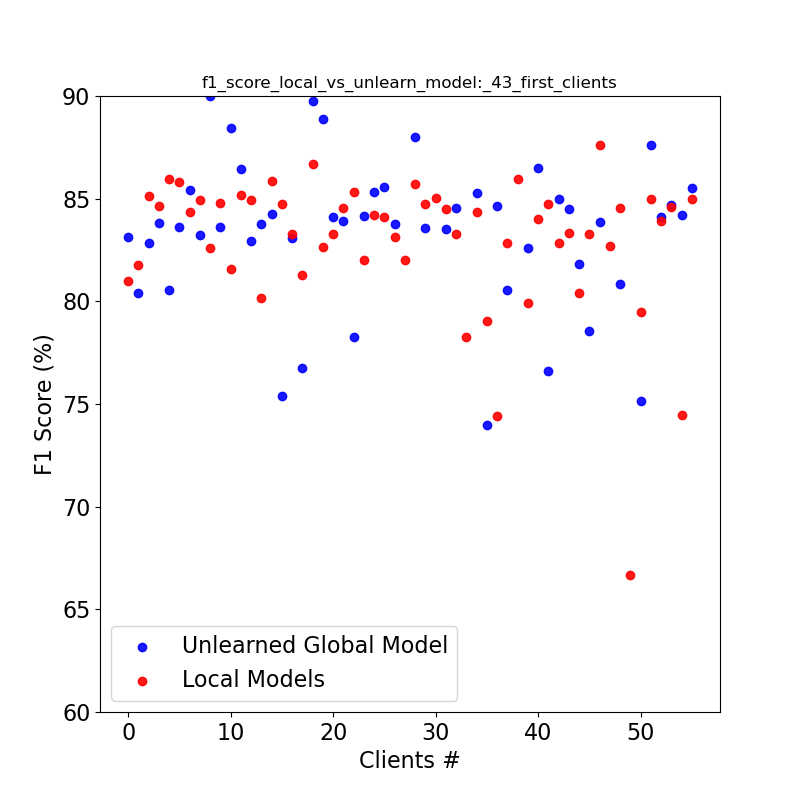 f1_score_local_vs_unlearn_model:_43_first_clients
90
85
80
75
70
65
60
F1 Score (%)
Unlearned Global Model
Local Models
0 10 20 30 40 50
Clients #